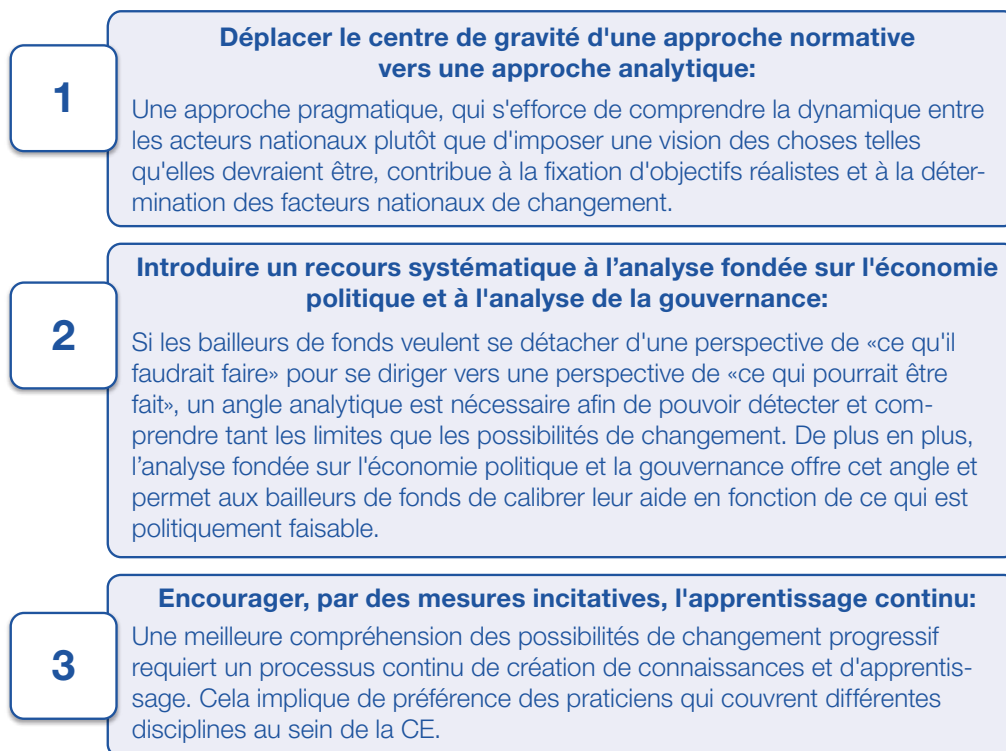 1
Déplacer le centre de gravité d'une approche normative
vers une approche analytique:
Une approche pragmatique, qui s'efforce de comprendre la dynamique entre
les acteurs nationaux plutôt que d'imposer une vision des choses telles
qu'elles devraient être, contribue à la fixation d'objectifs réalistes et à la déter-
mination des facteurs nationaux de changement.
2
Introduire un recours systématique à l’analyse fondée sur l'économie
politique et à l'analyse de la gouvernance:
Si les bailleurs de fonds veulent se détacher d'une perspective de «ce qu'il
faudrait faire» pour se diriger vers une perspective de «ce qui pourrait être
fait», un angle analytique est nécessaire afin de pouvoir détecter et com-
prendre tant les limites que les possibilités de changement. De plus en plus,
l’analyse fondée sur l'économie politique et la gouvernance offre cet angle et
permet aux bailleurs de fonds de calibrer leur aide en fonction de ce qui est
politiquement faisable.
3
Encourager, par des mesures incitatives, l'apprentissage continu:
Une meilleure compréhension des possibilités de changement progressif
requiert un processus continu de création de connaissances et d'apprentis-
sage. Cela implique de préférence des praticiens qui couvrent différentes
disciplines au sein de la CE.